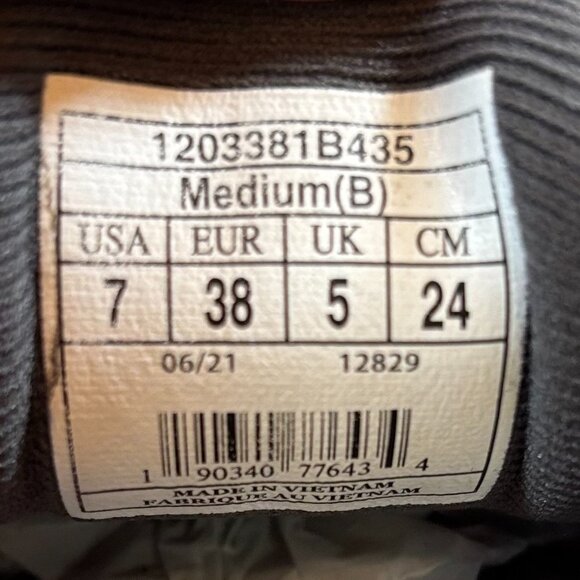 1203381B435
Medium(B)
USA EUR UK CM
7 38 5 24
06/21 12829
1 90340 77643 4
MADE IN VIETNAM
FABRIQUE AU VIETNAM